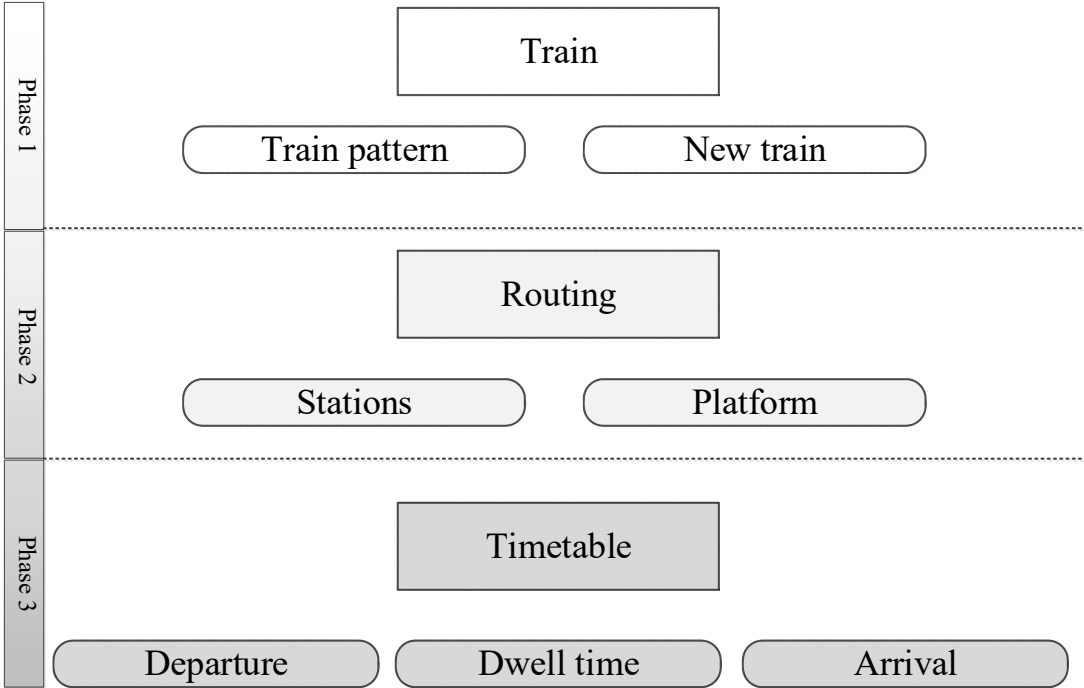 Phase 1
Train
Train pattern
New train
Phase 2
Routing
Stations
Platform
Phase 3
Timetable
Departure
Dwell time
Arrival